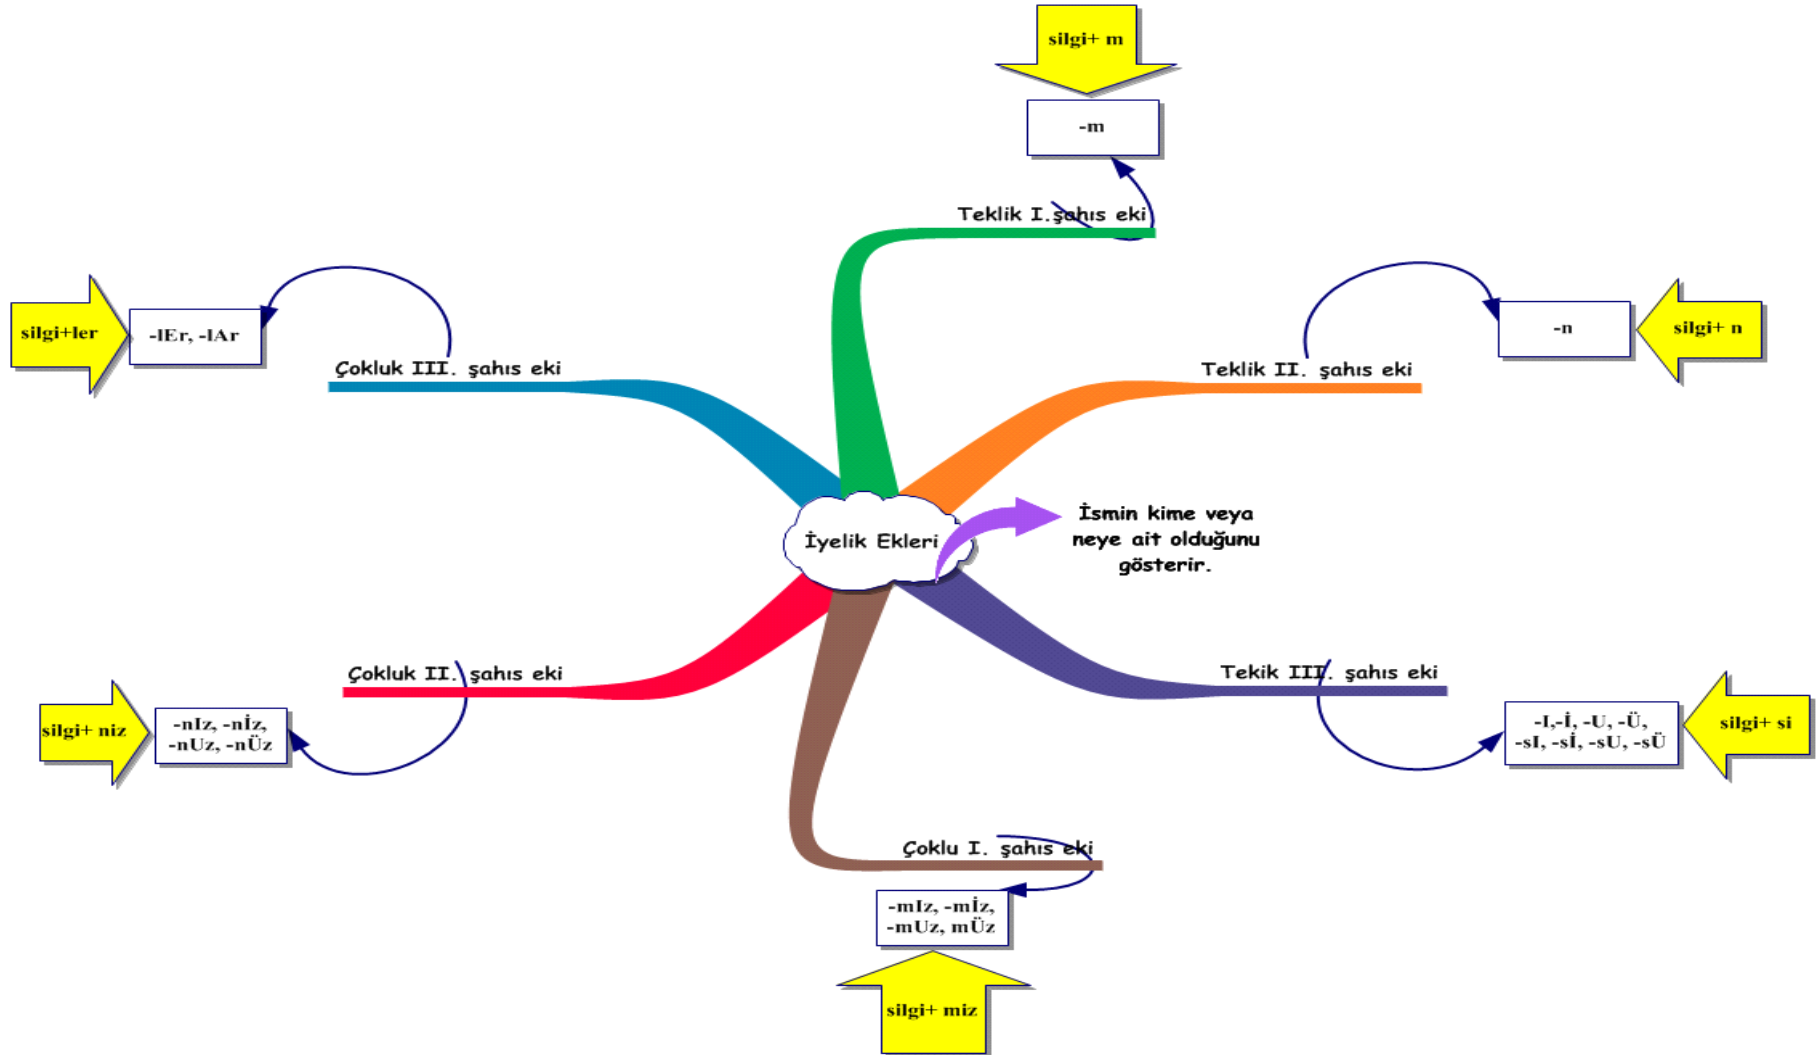 silgi+ m
-m
Teklik I.şahıs eki
silgi+ler
-lEr, -lAr
Çokluk III. şahıs eki
Teklik II. şahıs eki
-n
silgi+ n
İyelik Ekleri
İsmin kime veya
neye ait olduğunu
gösterir.
Çokluk II. şahıs eki
silgi+ niz
-nIz, -nİz,
-nUz, -nÜz
Tekik III. şahıs eki
-I,-İ, -U, -Ü,
-sI, -sİ, -sU, -sÜ
silgi+ si
Çoklu I. şahıs eki
-mIz, -mİz,
-mUz, mÜz
silgi+ miz